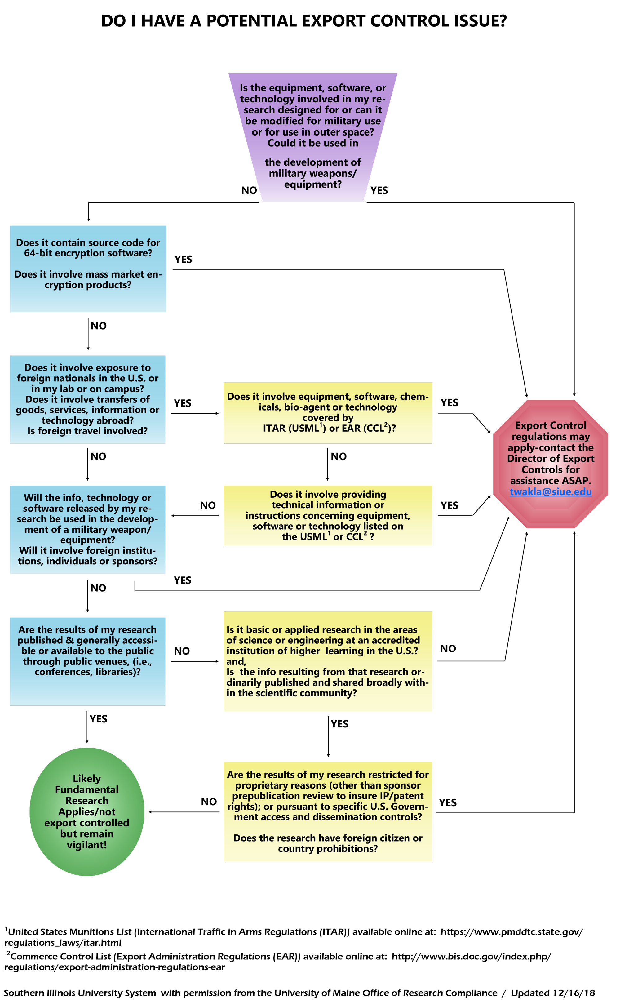 DO I HAVE A POTENTIAL EXPORT CONTROL ISSUE?
Is the equipment, software, or
technology involved in my re-
search designed for or can it
be modified for military use
or for use in outer space?
Could it be used in
the development of
military weapons/
equipment?
NO
YES
Does it contain source code for
64-bit encryption software?
Does it involve mass market en-
cryption products?
YES
NO
Does it involve exposure to
foreign nationals in the U.S. or
in my lab or on campus?
Does it involve transfers of
goods, services, information or
technology abroad?
Is foreign travel involved?
YES
Does it involve equipment, software, chem-
icals, bio-agent or technology
covered by
ITAR (USML¹) or EAR (CCL²)?
YES
Export Control
regulations may
apply-contact the
Director of Export
Controls for
assistance ASAP.
twakla@siue.edu
NO
NO
Will the info, technology or
software released by my re-
search be used in the develop-
ment of a military weapon/
equipment?
Will it involve foreign institu-
tions, individuals or sponsors?
NO
Does it involve providing
technical information or
instructions concerning equipment,
software or technology listed on
the USML¹ or CCL² ?
YES
YES
NO
Are the results of my research
published & generally accessi-
ble or available to the public
through public venues, (i.e.,
conferences, libraries)?
NO
Is it basic or applied research in the areas
of science or engineering at an accredited
institution of higher  learning in the U.S.?
and,
Is  the info resulting from that research or-
dinarily published and shared broadly with-
in the scientific community?
NO
YES
YES
Likely
Fundamental
Research
Applies/not
export controlled
but remain
vigilant!
NO
Are the results of my research restricted for
proprietary reasons (other than sponsor
prepublication review to insure IP/patent
rights); or pursuant to specific U.S. Govern-
ment access and dissemination controls?
Does the research have foreign citizen or
country prohibitions?
YES
¹United States Munitions List (International Traffic in Arms Regulations (ITAR)) available online at:  https://www.pmddtc.state.gov/
regulations_laws/itar.html
²Commerce Control List (Export Administration Regulations (EAR)) available online at:  http://www.bis.doc.gov/index.php/
regulations/export-administration-regulations-ear
Southern Illinois University System  with permission from the University of Maine Office of Research Compliance  /  Updated 12/16/18